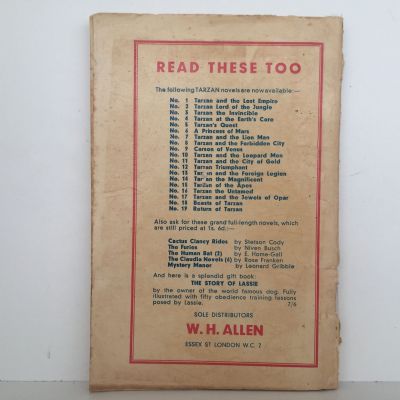 READ THESE TOO
The following TARZAN novels are now available:—
No. 1 Tarzan and the Lost Empire
No. 2 Tarzan Lord of the Jungle
No. 3 Tarzan the Invincible
No. 4 Tarzan at the Earth's Core
No. 5 Tarzan's Quest
No. 6 A Princess of Mars
No. 7 Tarzan and the Lion Man
No. 8 Tarzan and the Forbidden City
No. 9 Carson of Venus
No. 10 Tarzan and the Leopard Men
No. 11 Tarzan and the City of Gold
No. 12 Tarzan Triumphant
No. 13 Tarzan and the Foreign Legion
No. 14 Tarzan the Magnificent
No. 15 Tarzan of the Apes
No. 16 Tarzan the Untamed
No. 17 Tarzan and the Jewels of Opar
No. 18 Beasts of Tarzan
No. 19 Return of Tarzan
Also ask for these grand full-length novels, which
are still priced at 1s. 6d:—
Cactus Clancy Rides by Stetson Cody
The Furies by Niven Busch
The Human Bat (2) by E. Home-Gall
The Claudia Novels (6) by Rose Franken
Mystery Manor by Leonard Gribble
And here is a splendid gift book:
THE STORY OF LASSIE
by the owner of the world famous dog. Fully
illustrated with fifty obedience training lessons
posed by Lassie. 7/6
SOLE DISTRIBUTORS
W. H. ALLEN
ESSEX ST LONDON W.C. 2